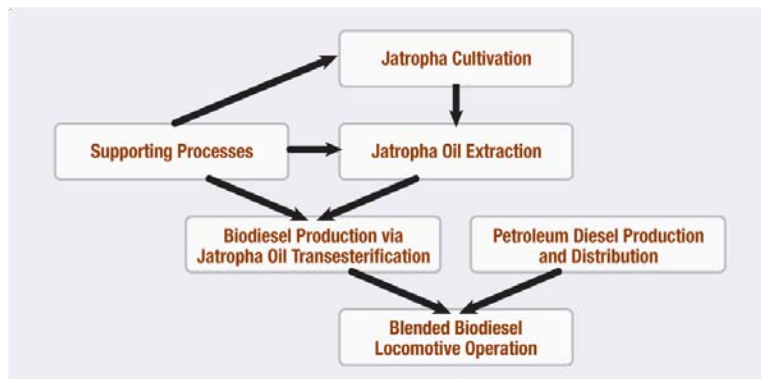 Jatropha Cultivation
Supporting Processes
Jatropha Oil Extraction
Biodiesel Production via
Jatropha Oil Transesterification
Petroleum Diesel Production
and Distribution
Blended Biodiesel
Locomotive Operation